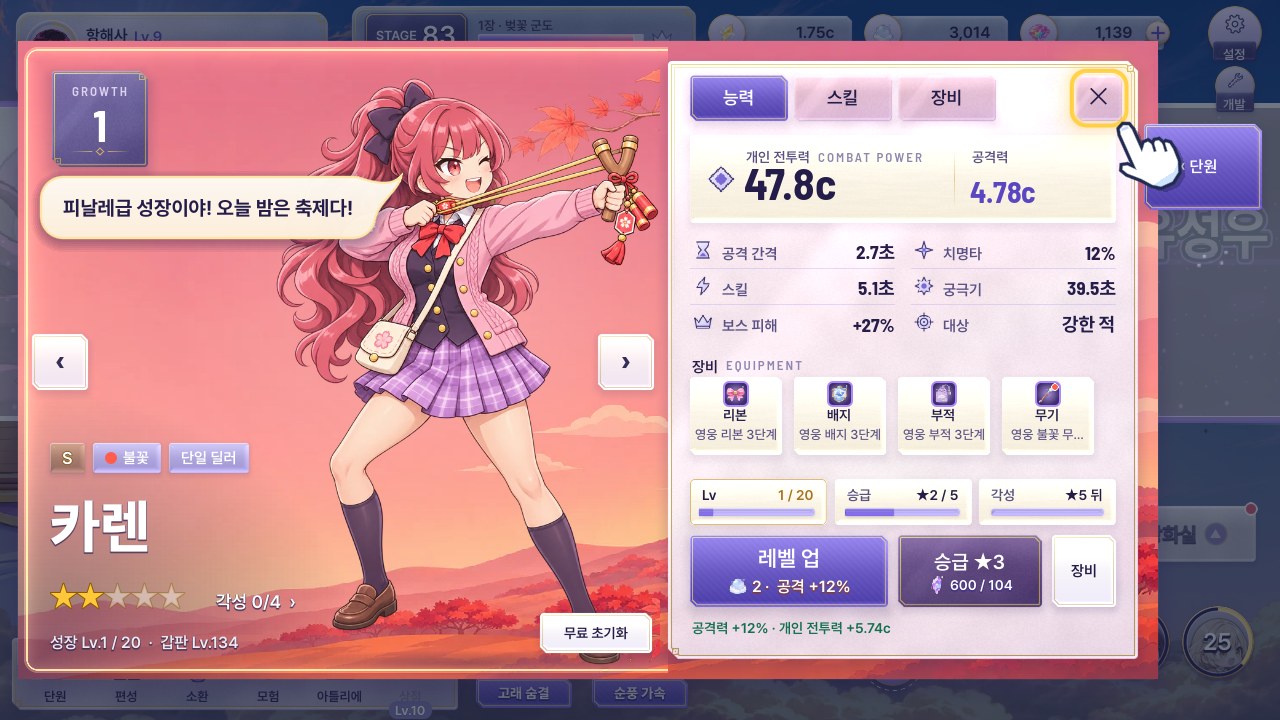 항해사 Lv.9
STAGE 83
1장 · 벚꽃 군도
1.75c
3,014
1,139
설정
개발
GROWTH
1
피날레급 성장이야! 오늘 밤은 축제다!
‹
›
S
불꽃
단일 딜러
카렌
각성 0/4 ›
성장 Lv.1 / 20 · 갑판 Lv.134
무료 초기화
능력
스킬
장비
개인 전투력 COMBAT POWER
47.8c
공격력
4.78c
공격 간격 2.7초
치명타 12%
스킬 5.1초
궁극기 39.5초
보스 피해 +27%
대상 강한 적
장비 EQUIPMENT
리본
영웅 리본 3단계
배지
영웅 배지 3단계
부적
영웅 부적 3단계
무기
영웅 불꽃 무...
Lv 1 / 20
승급 ★2 / 5
각성 ★5 뒤
레벨 업
2 · 공격 +12%
승급 ★3
600 / 104
장비
공격력 +12% · 개인 전투력 +5.74c
‹ 단원
성우
화실
25
단원
편성
소환
모험
아틀리에
Lv.10
고래 숨결
순풍 가속